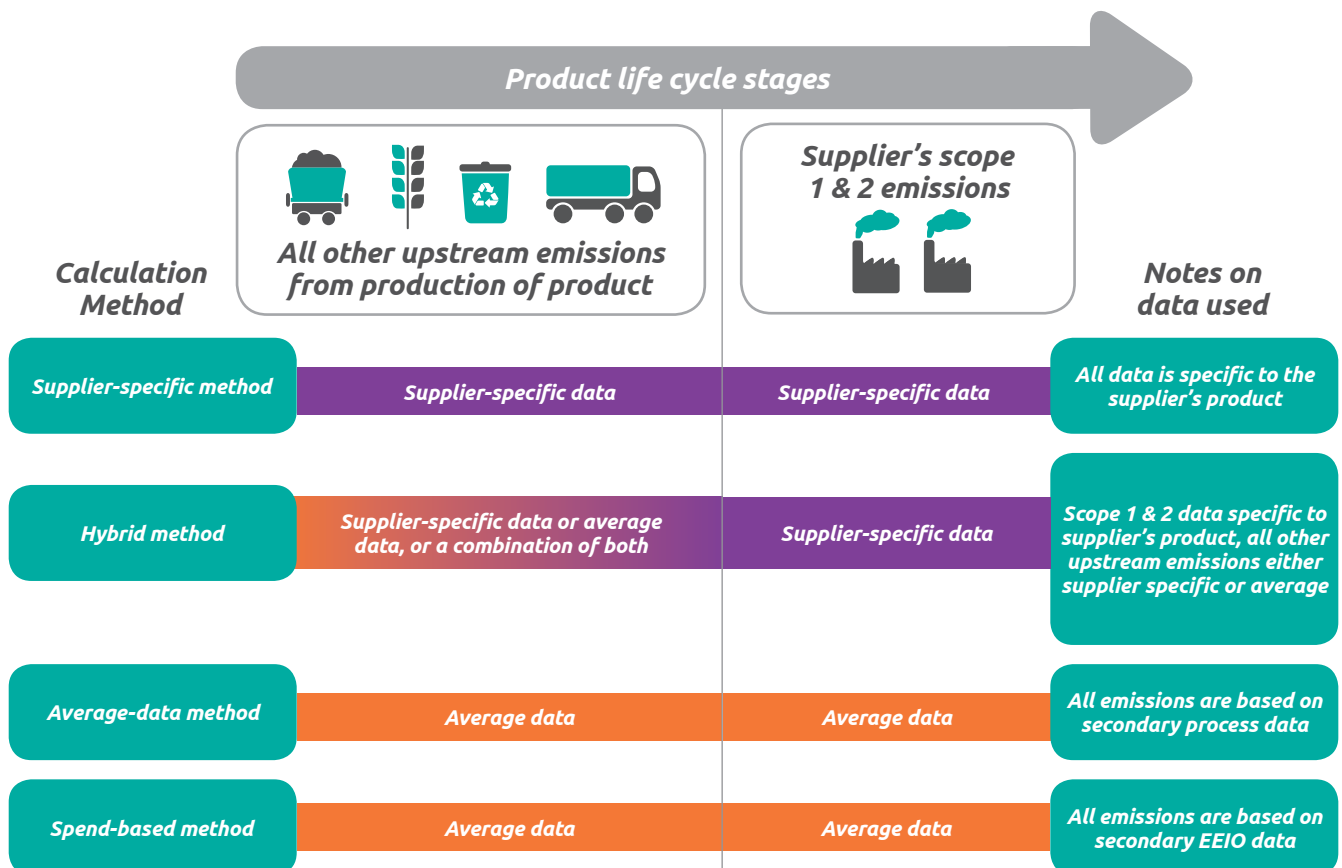 Product life cycle stages
All other upstream emissions
from production of product
Supplier's scope
1 & 2 emissions
Calculation
Method
Notes on
data used
Supplier-specific method
Supplier-specific data
Supplier-specific data
All data is specific to the
supplier's product
Hybrid method
Supplier-specific data or average
data, or a combination of both
Supplier-specific data
Scope 1 & 2 data specific to
supplier's product, all other
upstream emissions either
supplier specific or average
Average-data method
Average data
Average data
All emissions are based on
secondary process data
Spend-based method
Average data
Average data
All emissions are based on
secondary EEIO data